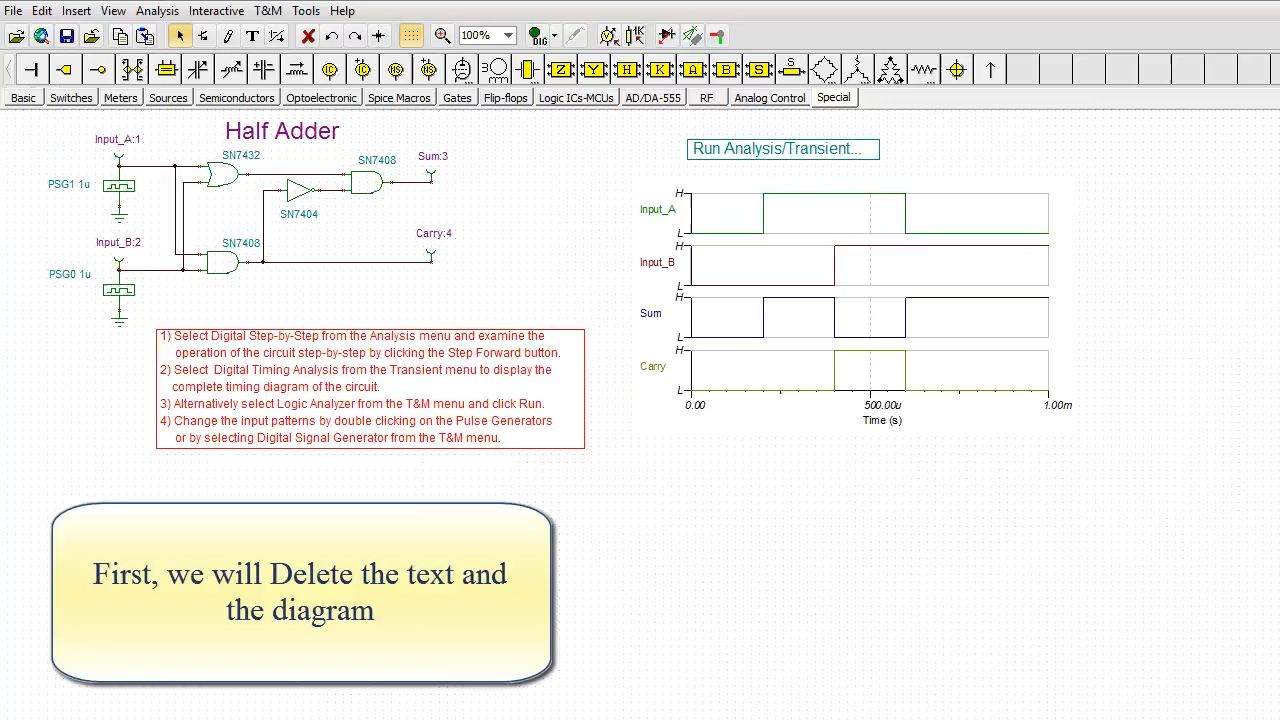 File Edit Insert View Analysis Interactive T&M Tools Help
100%
DIG
1K
Basic Switches Meters Sources Semiconductors Optoelectronic Spice Macros Gates Flip-flops Logic ICs-MCUs AD/DA-555 RF Analog Control Special
Half Adder
Input_A:1
SN7432
SN7408
Sum:3
PSG1 1u
SN7404
Input_B:2
SN7408
Carry:4
PSG0 1u
1) Select Digital Step-by-Step from the Analysis menu and examine the
operation of the circuit step-by-step by clicking the Step Forward button.
2) Select Digital Timing Analysis from the Transient menu to display the
complete timing diagram of the circuit.
3) Alternatively select Logic Analyzer from the T&M menu and click Run.
4) Change the input patterns by double clicking on the Pulse Generators
or by selecting Digital Signal Generator from the T&M menu.
Run Analysis/Transient...
H
Input_A
L
H
Input_B
L
H
Sum
L
H
Carry
L
0.00 500.00u 1.00m
Time (s)
First, we will Delete the text and
the diagram